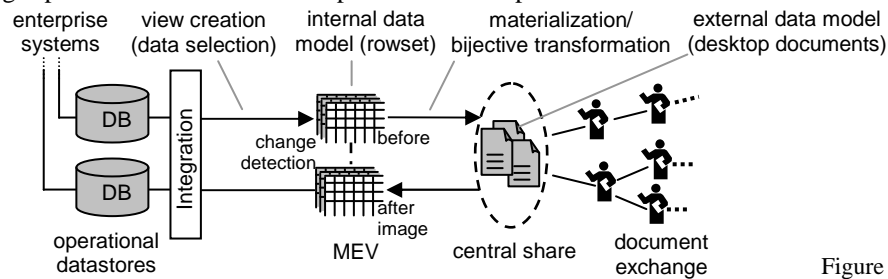 enterprise systems
view creation (data selection)
internal data model (rowset)
materialization/ bijective transformation
external data model (desktop documents)
DB
DB
Integration
change detection
before
after image
operational datastores
MEV
central share
document exchange
Figure